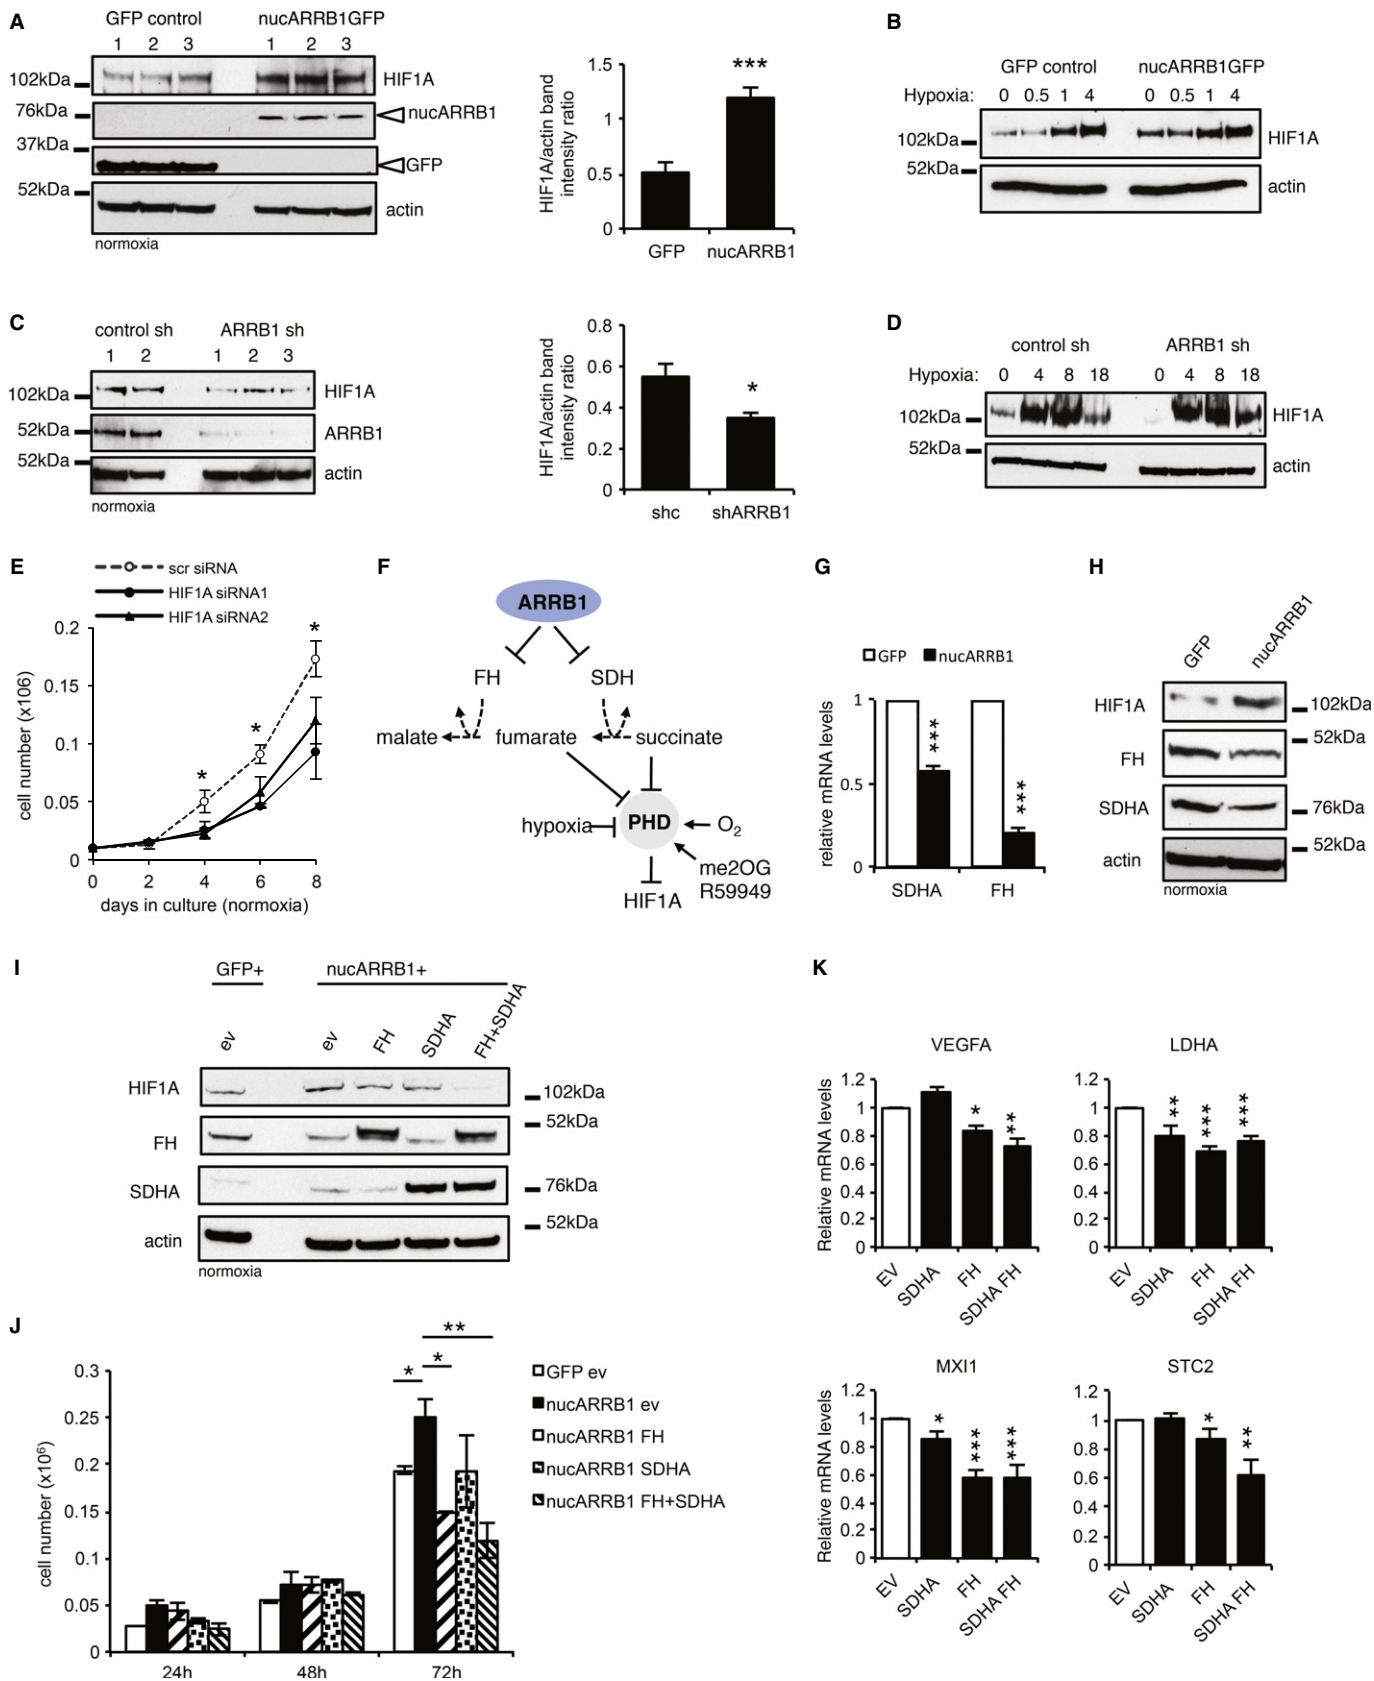 A
GFP control nucARRB1GFP
1 2 3 1 2 3
102kDa HIF1A
76kDa nucARRB1
37kDa GFP
52kDa actin
normoxia
HIF1A/actin band
intensity ratio
1.5
***
1
0.5
0
GFP nucARRB1
B
GFP control nucARRB1GFP
Hypoxia: 0 0.5 1 4 0 0.5 1 4
102kDa HIF1A
52kDa actin
C
control sh ARRB1 sh
1 2 1 2 3
102kDa HIF1A
52kDa ARRB1
52kDa actin
normoxia
HIF1A/actin band
intensity ratio
0.8
0.6
*
0.4
0.2
0
shc shARRB1
D
control sh ARRB1 sh
Hypoxia: 0 4 8 18 0 4 8 18
102kDa HIF1A
52kDa actin
E
scr siRNA
HIF1A siRNA1
HIF1A siRNA2
cell number (x106)
0.2
0.15
0.1
0.05
0
* * *
0 2 4 6 8
days in culture (normoxia)
F
ARRB1
FH SDH
malate fumarate succinate
hypoxia PHD O2
me2OG
HIF1A R59949
G
GFP nucARRB1
relative mRNA levels
1
0.5
0
*** ***
SDHA FH
H
GFP nucARRB1
HIF1A 102kDa
52kDa
FH
SDHA 76kDa
52kDa
actin
normoxia
I
GFP+ nucARRB1+
ev ev FH SDHA FH+SDHA
HIF1A 102kDa
52kDa
FH
SDHA 76kDa
52kDa
actin
normoxia
J
cell number (x10⁶)
0.3
0.25
0.2
0.15
0.1
0.05
0
**
*
*
24h 48h 72h
GFP ev
nucARRB1 ev
nucARRB1 FH
nucARRB1 SDHA
nucARRB1 FH+SDHA
K
VEGFA
Relative mRNA levels
1.2
1
0.8
0.6
0.4
0.2
0
* **
EV SDHA FH SDHA FH
LDHA
1.2
1
0.8
0.6
0.4
0.2
0
** *** ***
EV SDHA FH SDHA FH
MXI1
Relative mRNA levels
1.2
1
0.8
0.6
0.4
0.2
0
* *** ***
EV SDHA FH SDHA FH
STC2
1.2
1
0.8
0.6
0.4
0.2
0
* **
EV SDHA FH SDHA FH